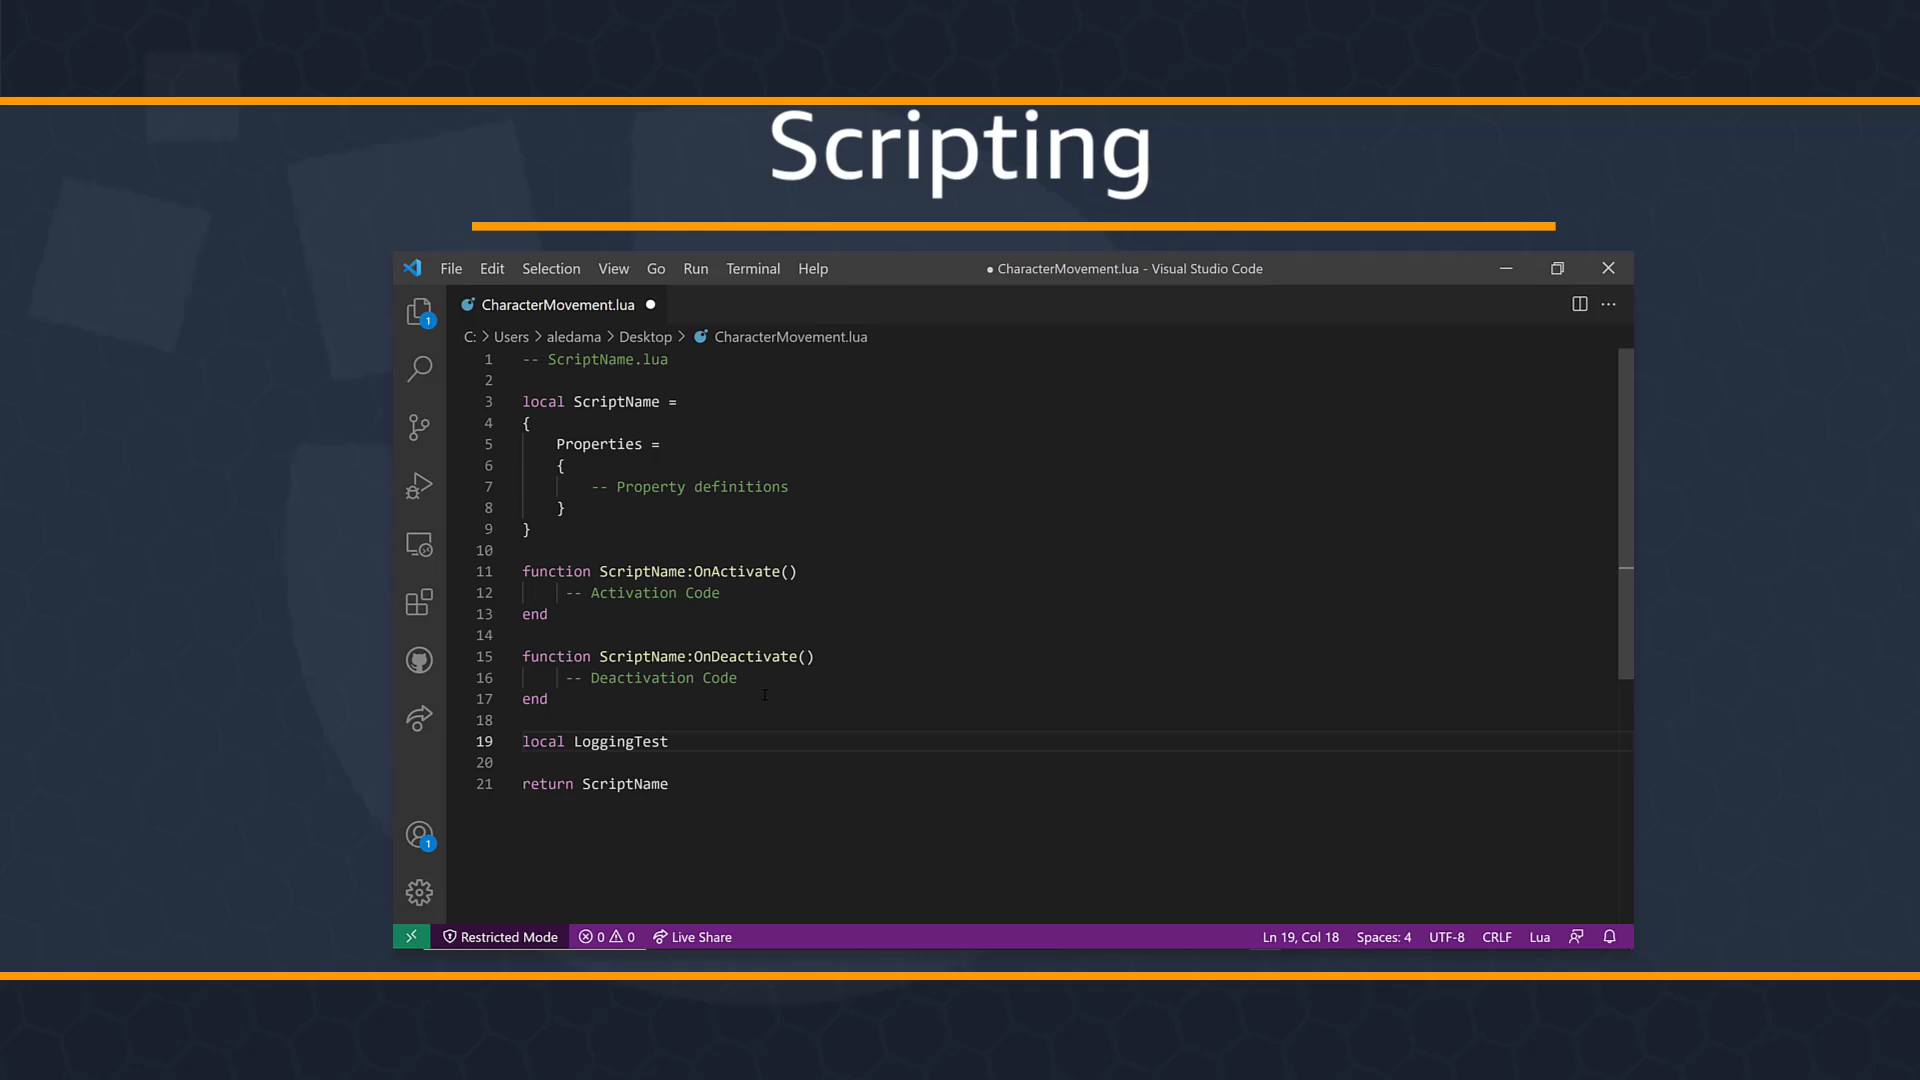 Scripting
File Edit Selection View Go Run Terminal Help ● CharacterMovement.lua - Visual Studio Code
CharacterMovement.lua ●
C: > Users > aledama > Desktop > CharacterMovement.lua
1 -- ScriptName.lua
2
3 local ScriptName =
4 {
5 Properties =
6 {
7 -- Property definitions
8 }
9 }
10
11 function ScriptName:OnActivate()
12 -- Activation Code
13 end
14
15 function ScriptName:OnDeactivate()
16 -- Deactivation Code
17 end
18
19 local LoggingTest
20
21 return ScriptName
1
1
Restricted Mode 0 0 Live Share Ln 19, Col 18 Spaces: 4 UTF-8 CRLF Lua